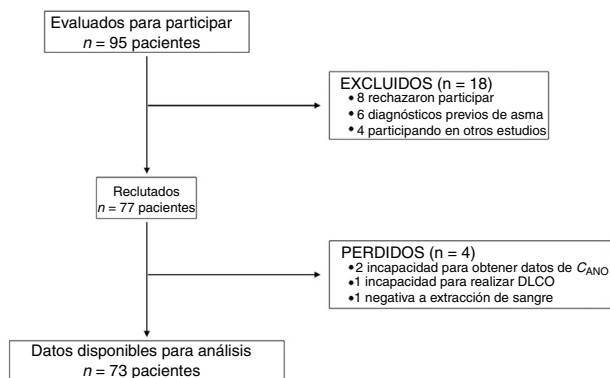 Evaluados para participar
n = 95 pacientes
EXCLUIDOS (n = 18)
• 8 rechazaron participar
• 6 diagnósticos previos de asma
• 4 participando en otros estudios
Reclutados
n = 77 pacientes
PERDIDOS (n = 4)
• 2 incapacidad para obtener datos de CANO
• 1 incapacidad para realizar DLCO
• 1 negativa a extracción de sangre
Datos disponibles para análisis
n = 73 pacientes